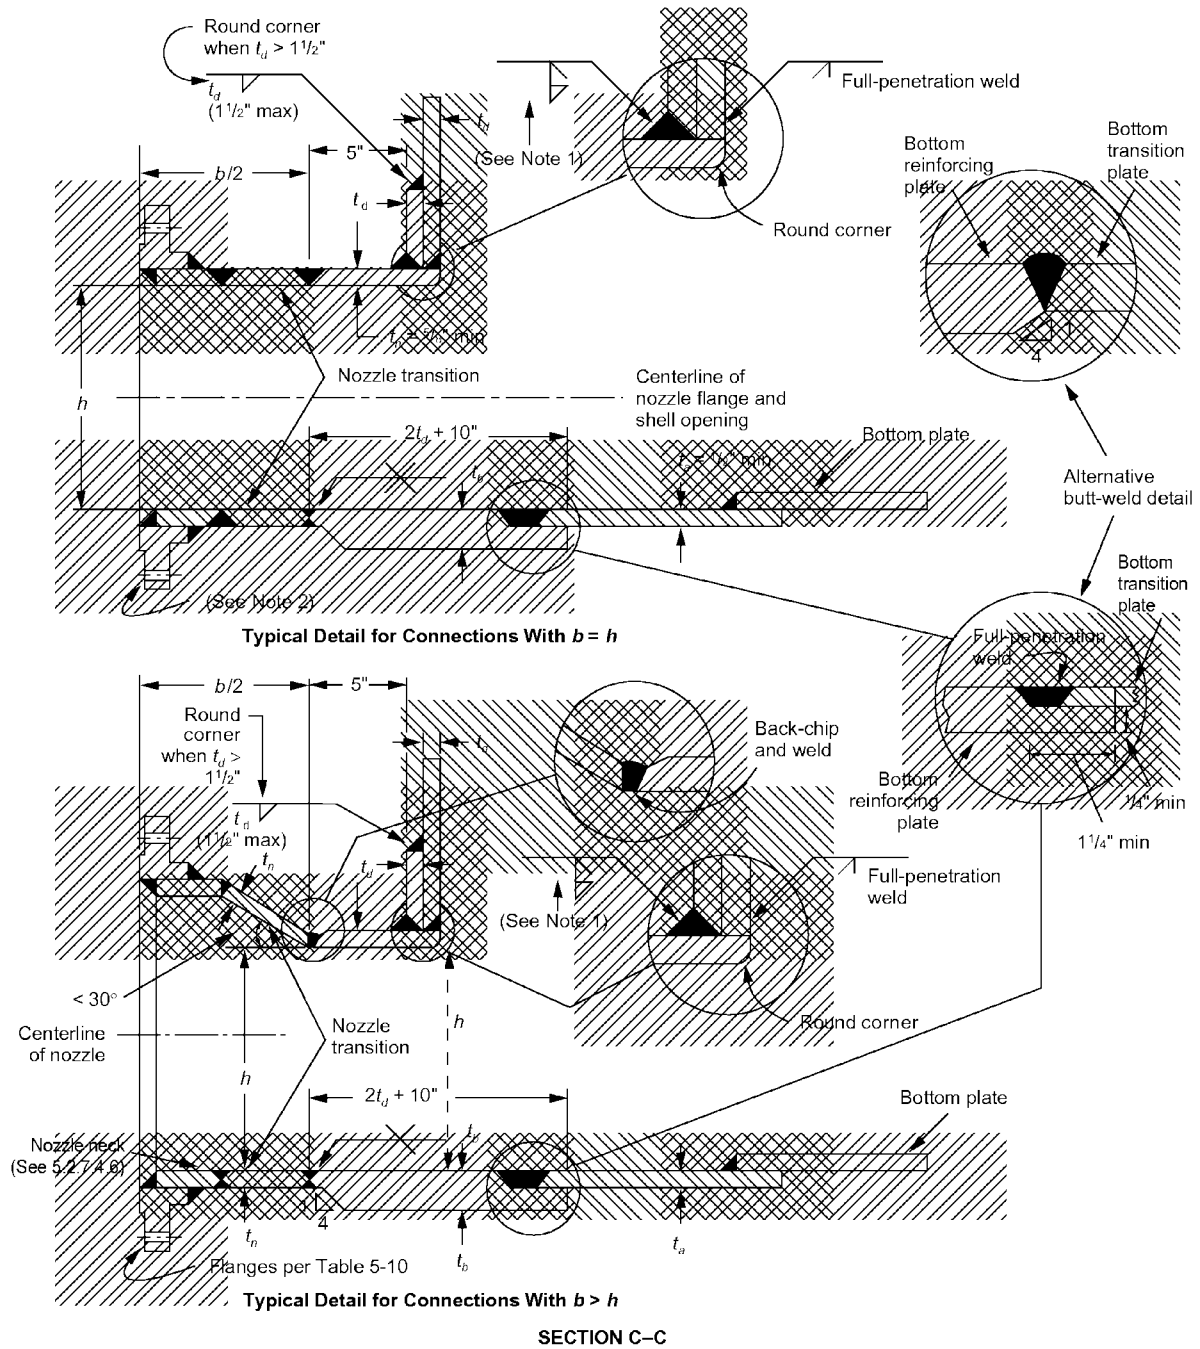 Round corner
when t_d > 1 1/2"
t_d
(1 1/2" max)
t_d
5"
b/2
t_d
(See Note 1)
Full-penetration weld
Round corner
Bottom
reinforcing
plate
Bottom
transition
plate
1
4
h
Nozzle transition
Centerline of
nozzle flange and
shell opening
2t_d + 10"
t_b
min
Bottom plate
Alternative
butt-weld detail
(See Note 2)
Typical Detail for Connections With b = h
Bottom
transition
plate
Full-penetration
weld
Bottom
reinforcing
plate
1/4" min
1 1/4" min
b/2
5"
Round
corner
when t_d >
1 1/2"
t_d
(1 1/2" max)
t_n
t_d
Back-chip
and weld
(See Note 1)
Full-penetration
weld
Round corner
< 30°
Centerline
of nozzle
Nozzle
transition
h
h
2t_d + 10"
t_b
Bottom plate
Nozzle neck
(See 5.2.7.4.6)
1
4
t_n
t_b
t_a
Flanges per Table 5-10
Typical Detail for Connections With b > h
SECTION C–C